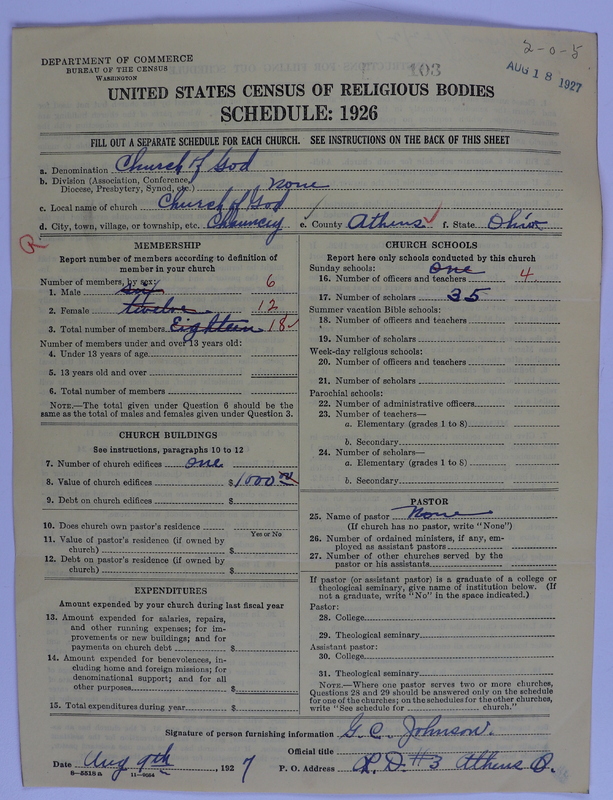 2-0-5
103
AUG 18 1927
DEPARTMENT OF COMMERCE
BUREAU OF THE CENSUS
WASHINGTON
UNITED STATES CENSUS OF RELIGIOUS BODIES
SCHEDULE: 1926
FILL OUT A SEPARATE SCHEDULE FOR EACH CHURCH. SEE INSTRUCTIONS ON THE BACK OF THIS SHEET
a. Denomination Church of God
b. Division (Association, Conference,
Diocese, Presbytery, Synod, etc.) none
c. Local name of church Church of God
d. City, town, village, or township, etc. Chauncey e. County Athens f. State Ohio
R
MEMBERSHIP
Report number of members according to definition of
member in your church
Number of members, by sex:
1. Male six 6
2. Female twelve 12
3. Total number of members Eighteen 18
Number of members under and over 13 years old:
4. Under 13 years of age
5. 13 years old and over
6. Total number of members
NOTE.—The total given under Question 6 should be the
same as the total of males and females given under Question 3.
CHURCH BUILDINGS
See instructions, paragraphs 10 to 12
7. Number of church edifices one
8. Value of church edifices $1000
9. Debt on church edifices $
10. Does church own pastor's residence
Yes or No
11. Value of pastor's residence (if owned by
church) $
12. Debt on pastor's residence (if owned by
church) $
EXPENDITURES
Amount expended by your church during last fiscal year
13. Amount expended for salaries, repairs,
and other running expenses; for im-
provements or new buildings; and for
payments on church debt $
14. Amount expended for benevolences, in-
cluding home and foreign missions; for
denominational support; and for all
other purposes $
15. Total expenditures during year $
CHURCH SCHOOLS
Report here only schools conducted by this church
Sunday schools: one
16. Number of officers and teachers 4
17. Number of scholars 35
Summer vacation Bible schools:
18. Number of officers and teachers
19. Number of scholars
Week-day religious schools:
20. Number of officers and teachers
21. Number of scholars
Parochial schools:
22. Number of administrative officers
23. Number of teachers—
a. Elementary (grades 1 to 8)
b. Secondary
24. Number of scholars—
a. Elementary (grades 1 to 8)
b. Secondary
PASTOR
25. Name of pastor None
(If church has no pastor, write "None")
26. Number of ordained ministers, if any, em-
ployed as assistant pastors
27. Number of other churches served by the
pastor or his assistants
If pastor (or assistant pastor) is a graduate of a college or
theological seminary, give name of institution below. (If
not a graduate, write "No" in the space indicated.)
Pastor:
28. College
29. Theological seminary
Assistant pastor:
30. College
31. Theological seminary
NOTE.—Where one pastor serves two or more churches,
Questions 28 and 29 should be answered only on the schedule
for one of the churches; on the schedules for the other churches,
write "See schedule for church."
Signature of person furnishing information G. C. Johnson.
Official title
Date Aug 9th, 1927 P. O. Address R. D. #3 Athens O.
8—5518a 11—9084